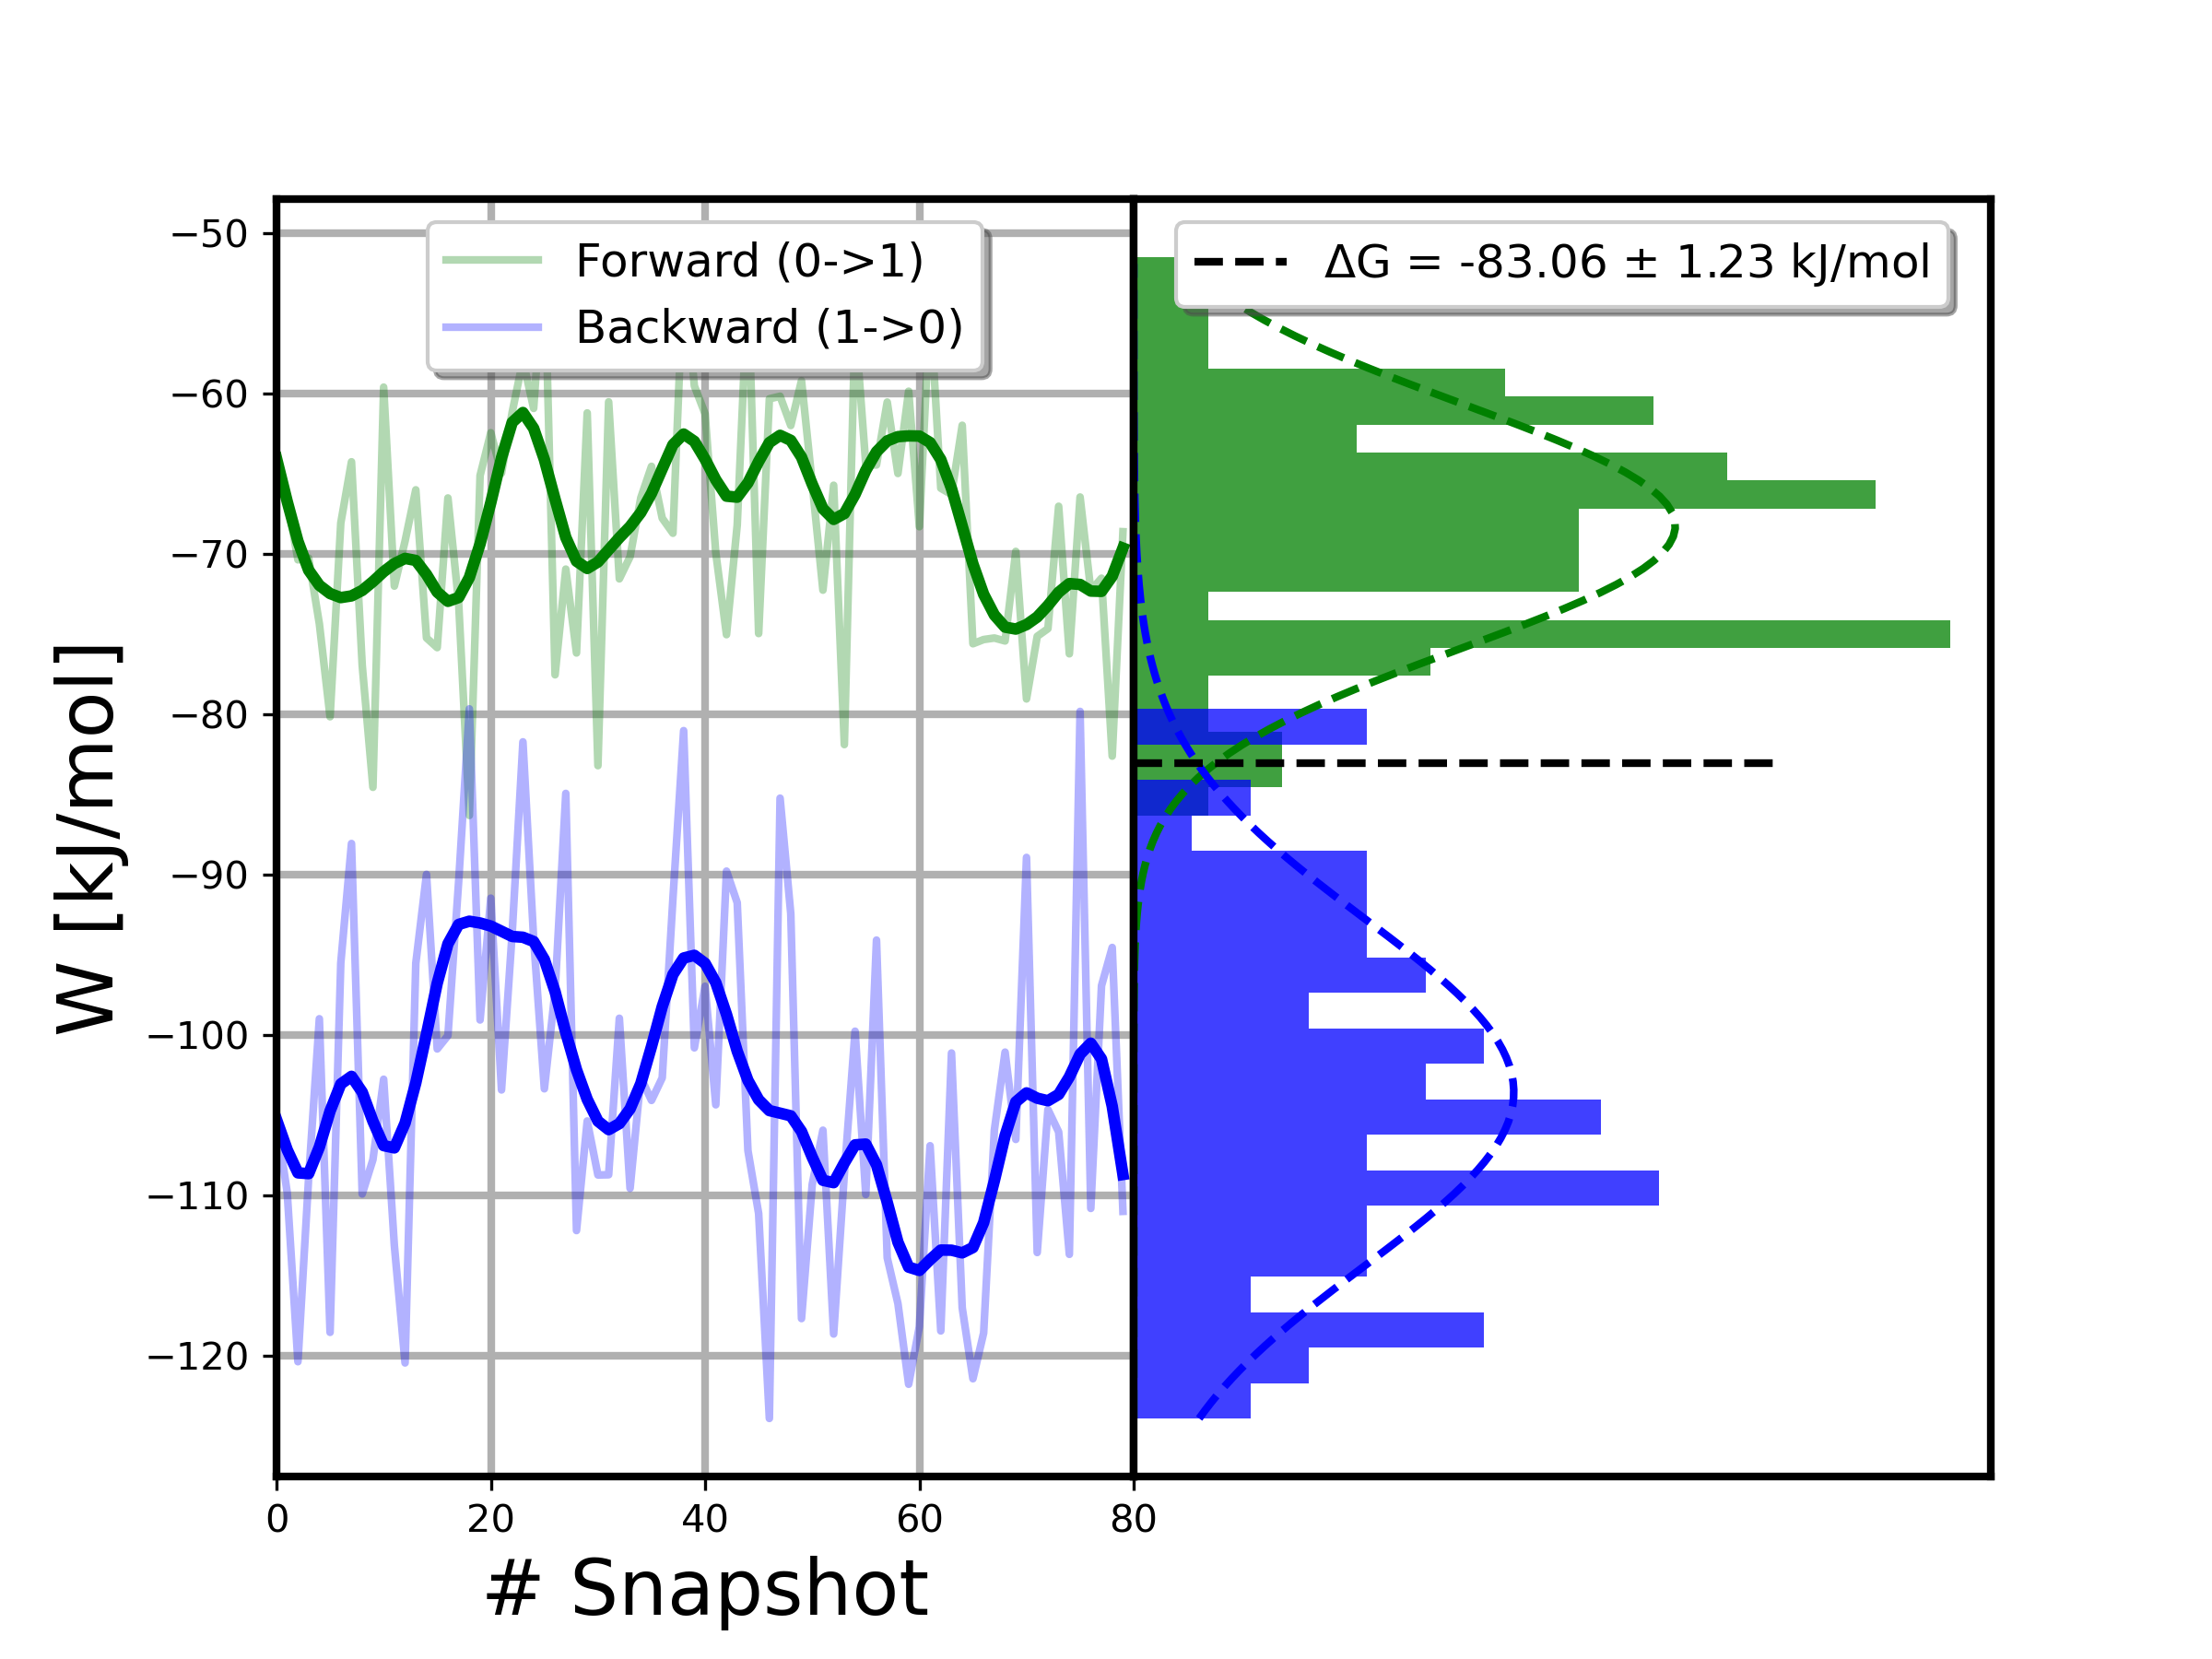 W [kJ/mol]
−50
−60
−70
−80
−90
−100
−110
−120
Forward (0->1)
Backward (1->0)
ΔG = -83.06 ± 1.23 kJ/mol
0 20 40 60 80
# Snapshot